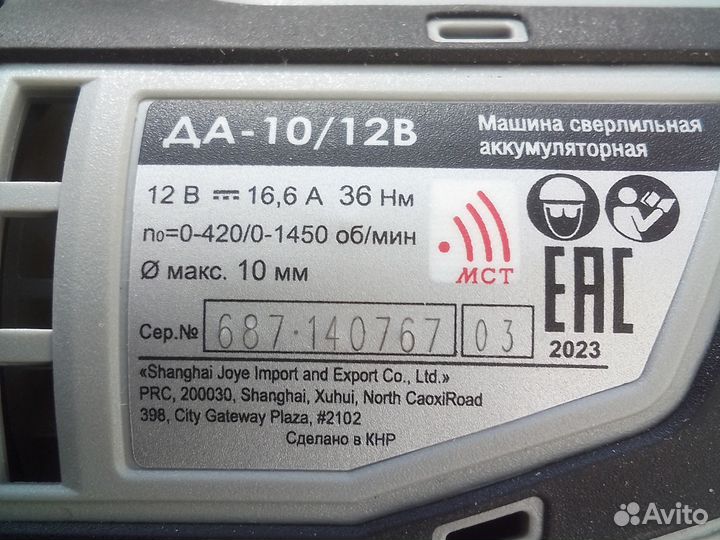 ДА-10/12В
Машина сверлильная
аккумуляторная
12 В 16,6 А 36 Нм
n₀=0-420/0-1450 об/мин
Ø макс. 10 мм
МСТ
EAC
Сер.№ 687·140767 03
2023
«Shanghai Joye Import and Export Co., Ltd.»
PRC, 200030, Shanghai, Xuhui, North CaoxiRoad
398, City Gateway Plaza, #2102
Сделано в КНР
Avito